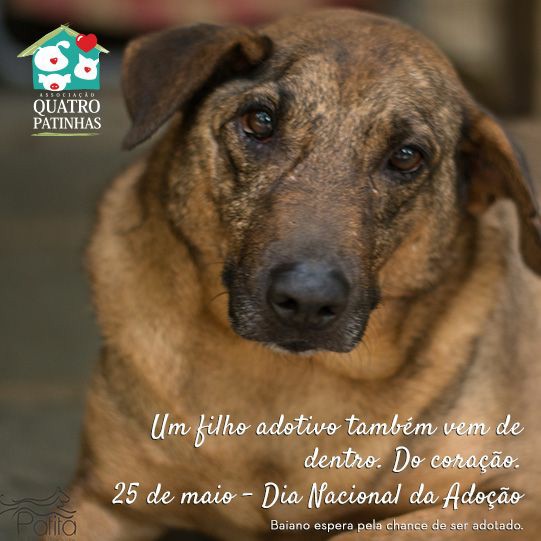 ASSOCIAÇÃO
QUATRO
PATINHAS
Um filho adotivo também vem de
dentro. Do coração.
25 de maio - Dia Nacional da Adoção
Baiano espera pela chance de ser adotado.